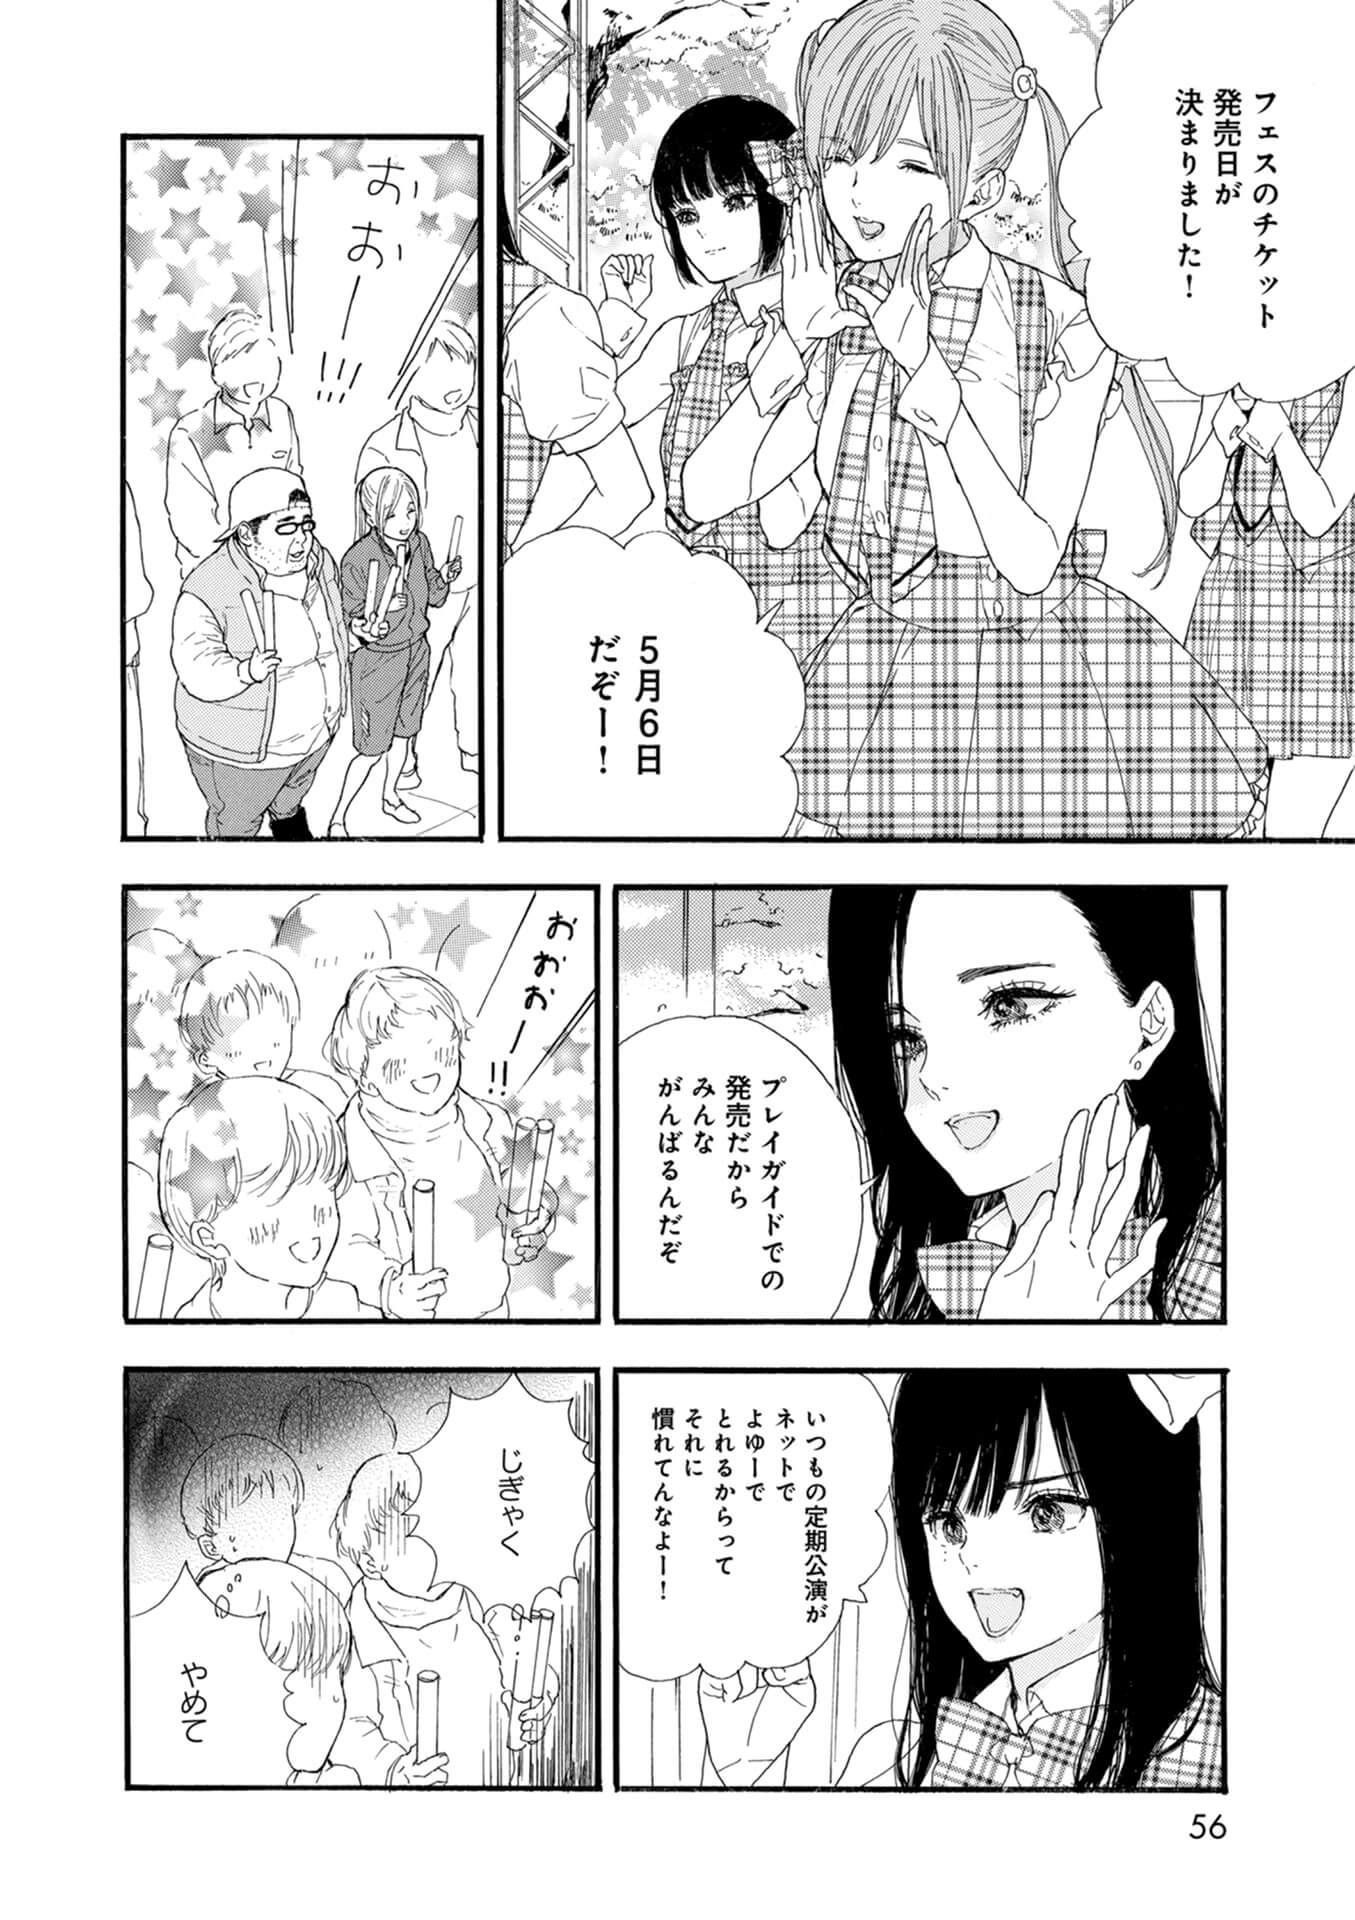 フェスのチケット
発売日が
決まりました!
5月6日
だぞー!
おおー!!!
プレイガイドでの
発売だから
みんな
がんばるんだぞ
おおおー!!
いつもの定期公演が
ネットで
よゆーで
とれるからって
それに
慣れてんなよー!
じぎゃく
やめて
56